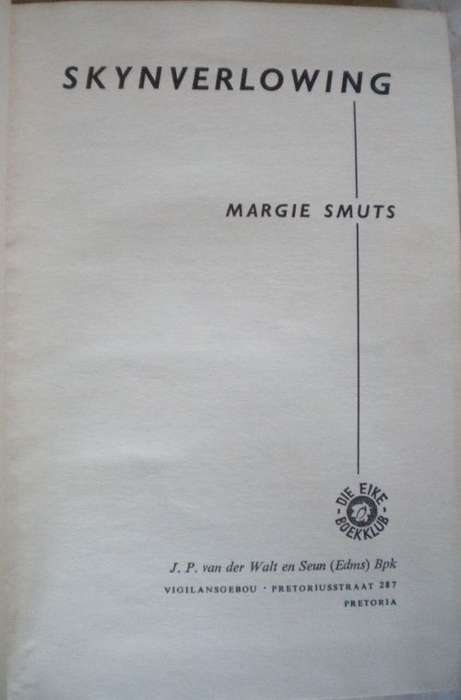 SKYNVERLOWING
MARGIE SMUTS
DIE EIKE
BOEKKLUB
J. P. van der Walt en Seun (Edms) Bpk
VIGILANSGEBOU · PRETORIUSSTRAAT 287
PRETORIA